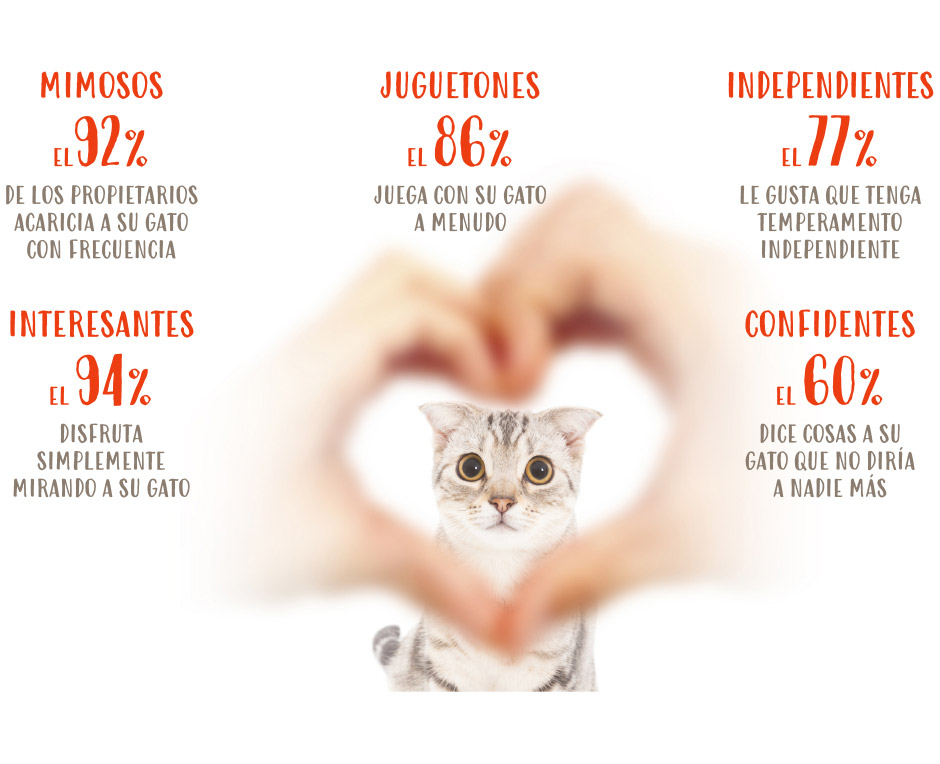 MIMOSOS
EL 92%
DE LOS PROPIETARIOS
ACARICIA A SU GATO
CON FRECUENCIA
JUGUETONES
EL 86%
JUEGA CON SU GATO
A MENUDO
INDEPENDIENTES
EL 77%
LE GUSTA QUE TENGA
TEMPERAMENTO
INDEPENDIENTE
INTERESANTES
EL 94%
DISFRUTA
SIMPLEMENTE
MIRANDO A SU GATO
CONFIDENTES
EL 60%
DICE COSAS A SU
GATO QUE NO DIRÍA
A NADIE MÁS